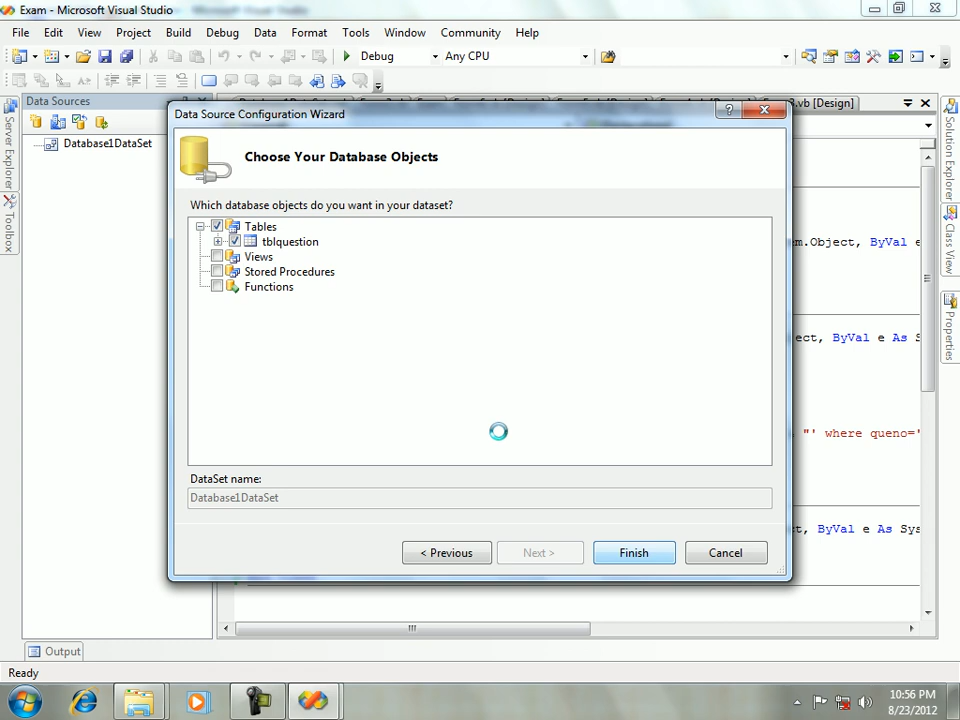 Exam - Microsoft Visual Studio
File Edit View Project Build Debug Data Format Tools Window Community Help
Debug Any CPU
Data Sources
[Design]
Data Source Configuration Wizard
Database1DataSet
Choose Your Database Objects
Which database objects do you want in your dataset?
Tables
tblquestion
Views
Stored Procedures
Functions
DataSet name:
Database1DataSet
< Previous Next > Finish Cancel
m.Object, ByVal e
ect, ByVal e As S
"' where queno='
ct, ByVal e As Sys
Server Explorer
Toolbox
Solution Explorer
Class View
Properties
Output
Ready
10:56 PM
8/23/2012